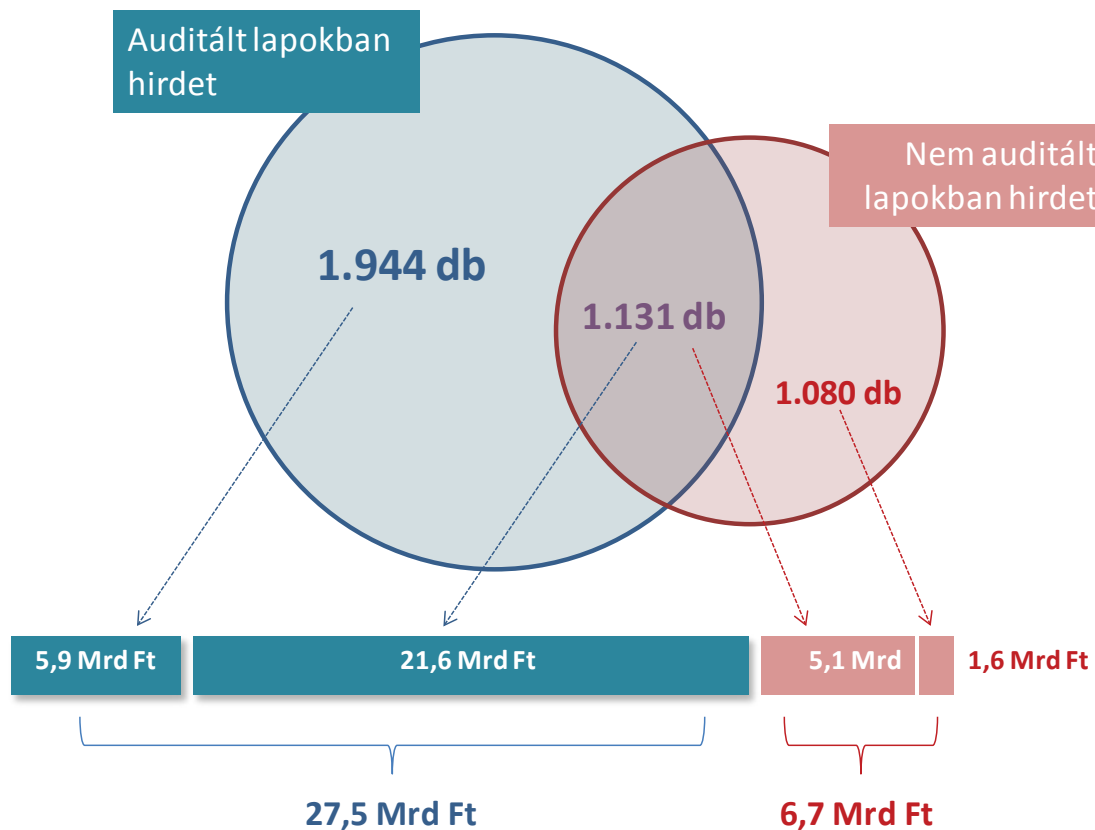 Auditált lapokban
hirdet
Nem auditált
lapokban hirdet
1.944 db
1.131 db
1.080 db
5,9 Mrd Ft
21,6 Mrd Ft
5,1 Mrd
1,6 Mrd Ft
27,5 Mrd Ft
6,7 Mrd Ft